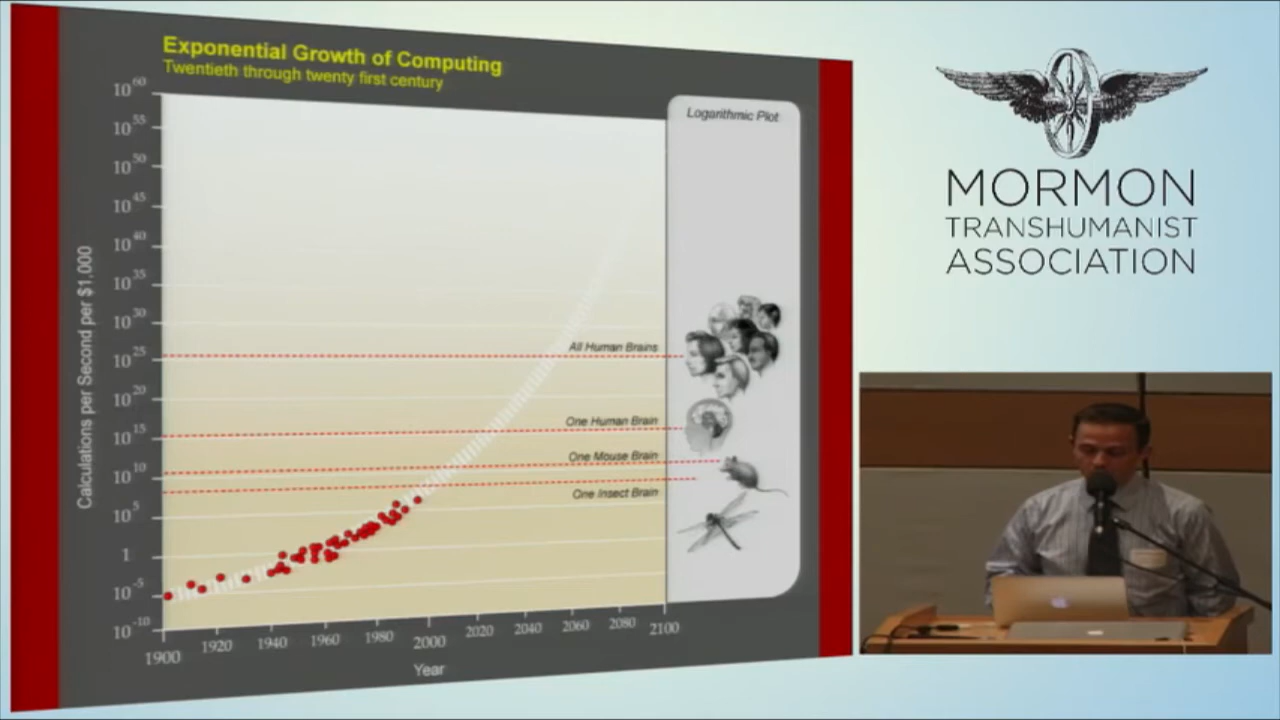 Exponential Growth of Computing
Twentieth through twenty first century
Logarithmic Plot
Calculations per Second per $1,000
10^60
10^55
10^50
10^45
10^40
10^35
10^30
10^25
10^20
10^15
10^10
10^5
1
10^-5
10^-10
All Human Brains
One Human Brain
One Mouse Brain
One Insect Brain
1900 1920 1940 1960 1980 2000 2020 2040 2060 2080 2100
Year
MORMON
TRANSHUMANIST
ASSOCIATION